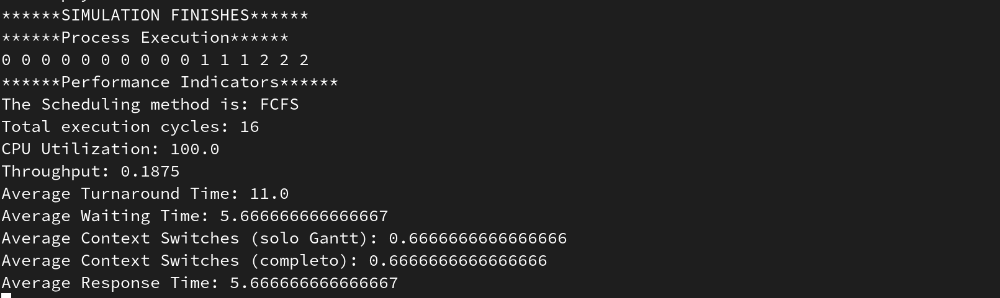 ******SIMULATION FINISHES******
******Process Execution******
0 0 0 0 0 0 0 0 0 0 1 1 1 2 2 2
******Performance Indicators******
The Scheduling method is: FCFS
Total execution cycles: 16
CPU Utilization: 100.0
Throughput: 0.1875
Average Turnaround Time: 11.0
Average Waiting Time: 5.666666666666667
Average Context Switches (solo Gantt): 0.6666666666666666
Average Context Switches (completo): 0.6666666666666666
Average Response Time: 5.666666666666667